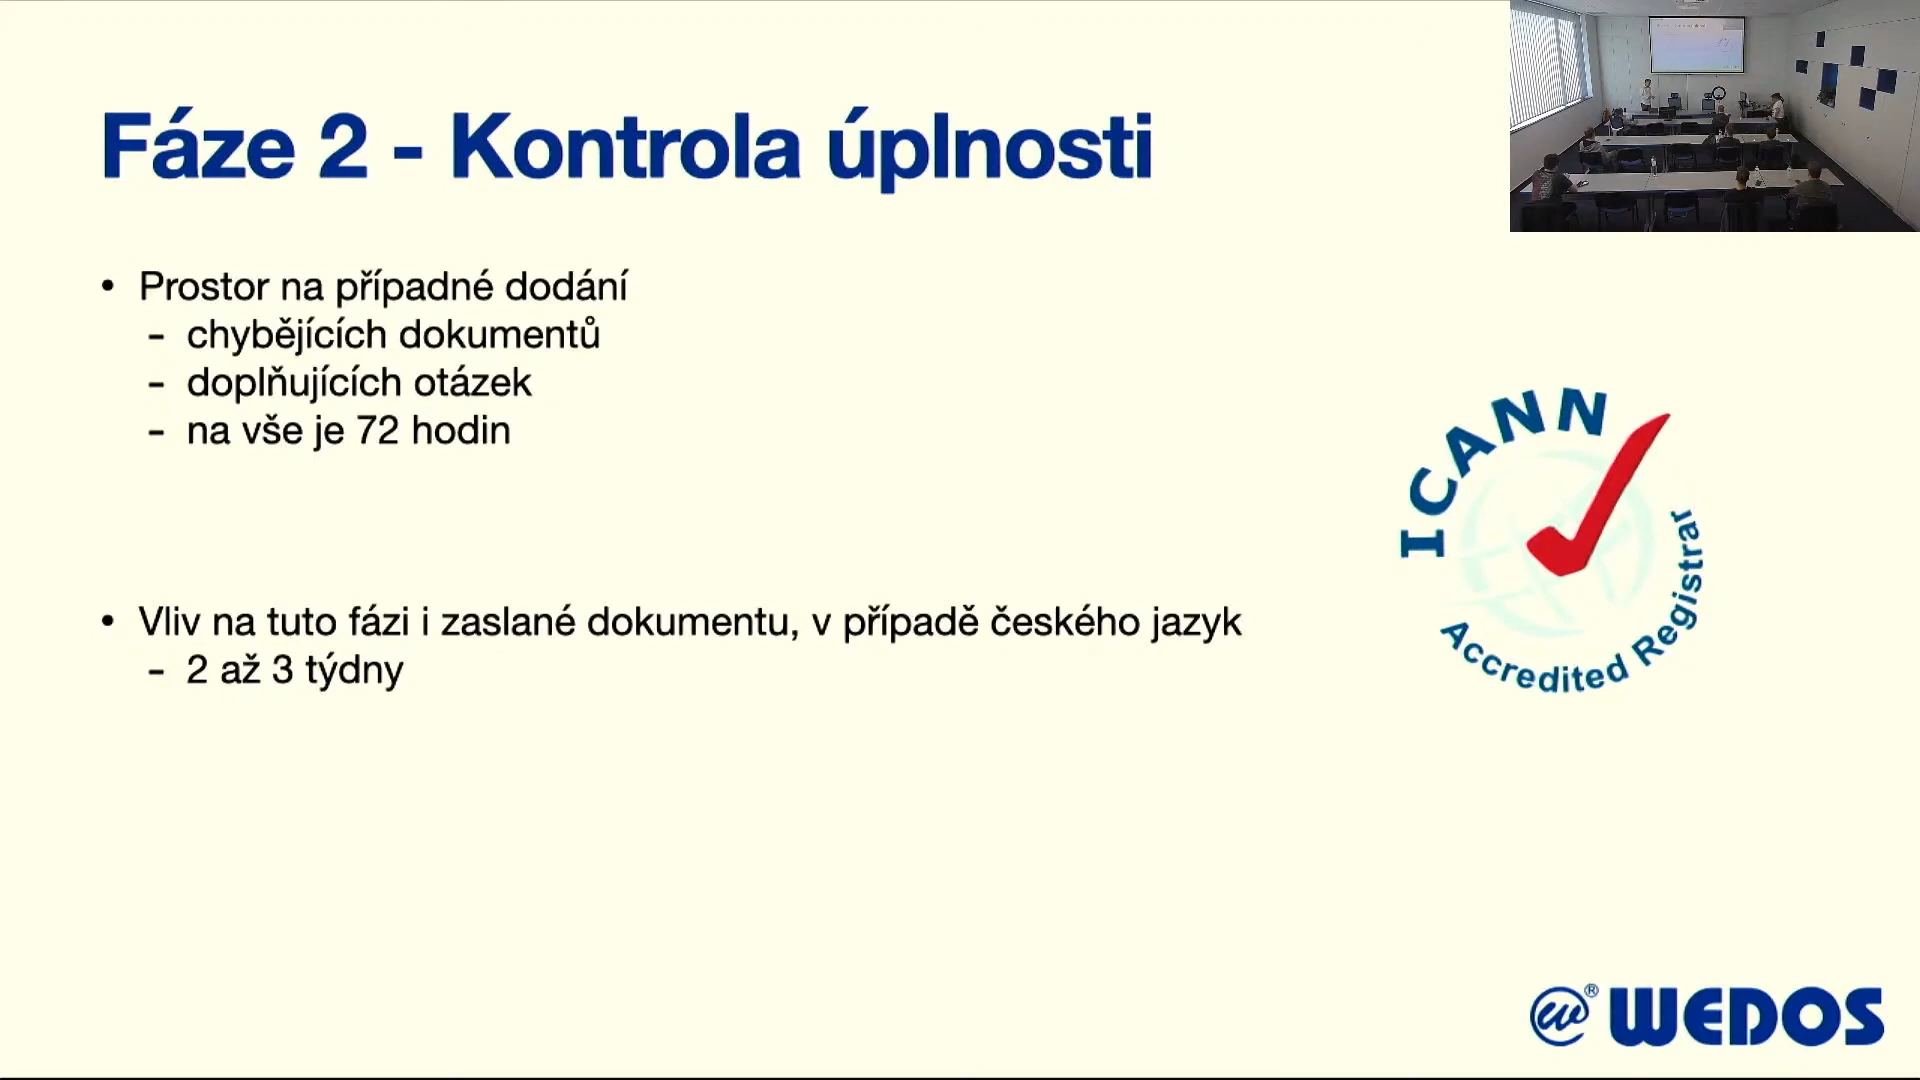 Fáze 2 - Kontrola úplnosti
• Prostor na případné dodání
- chybějících dokumentů
- doplňujících otázek
- na vše je 72 hodin
• Vliv na tuto fázi i zaslané dokumentu, v případě českého jazyk
- 2 až 3 týdny
ICANN
Accredited Registrar
@® WEDOS